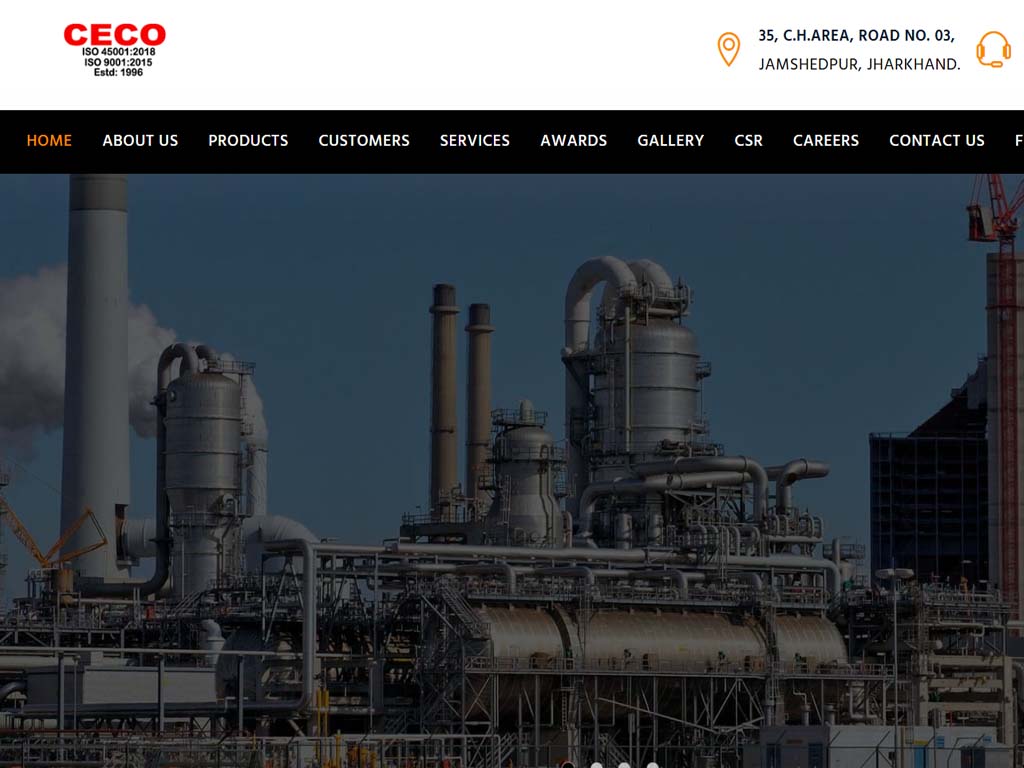 CECO
ISO 45001:2018
ISO 9001:2015
Estd: 1996
35, C.H.AREA, ROAD NO. 03,
JAMSHEDPUR, JHARKHAND.
HOME ABOUT US PRODUCTS CUSTOMERS SERVICES AWARDS GALLERY CSR CAREERS CONTACT US F